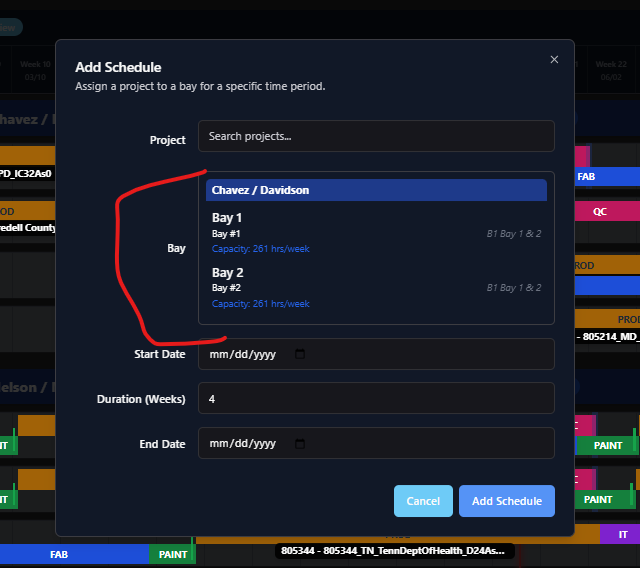 Week 10
03/10
Week 22
06/02
Add Schedule
×
Assign a project to a bay for a specific time period.
havez / 
Project
Search projects...
PD_IC32As0
FAB
Chavez / Davidson
Bay 1
Bay #1
B1 Bay 1 & 2
Capacity: 261 hrs/week
QC
redell County
Bay
Bay 2
Bay #2
B1 Bay 1 & 2
Capacity: 261 hrs/week
ROD
PROD
- 805214_MD_
Start Date
mm/dd/yyyy
elson /
Duration (Weeks)
4
End Date
mm/dd/yyyy
PAINT
PAINT
Cancel
Add Schedule
IT
FAB
PAINT
805344 - 805344_TN_TennDeptOfHealth_D24As...